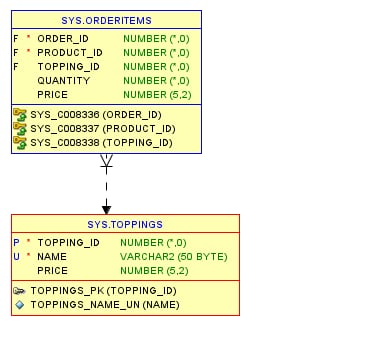 SYS.ORDERITEMS
F * ORDER_ID NUMBER (*,0)
F * PRODUCT_ID NUMBER (*,0)
F TOPPING_ID NUMBER (*,0)
QUANTITY NUMBER (*,0)
PRICE NUMBER (5,2)
SYS_C008336 (ORDER_ID)
SYS_C008337 (PRODUCT_ID)
SYS_C008338 (TOPPING_ID)
SYS.TOPPINGS
P * TOPPING_ID NUMBER (*,0)
U * NAME VARCHAR2 (50 BYTE)
PRICE NUMBER (5,2)
TOPPINGS_PK (TOPPING_ID)
TOPPINGS_NAME_UN (NAME)